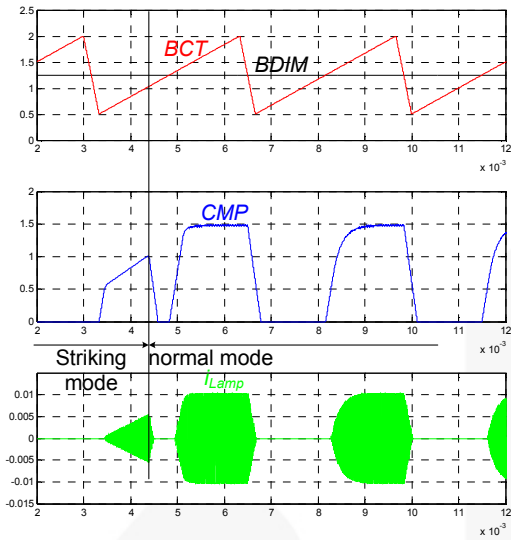 2.5
2
1.5
1
0.5
0
BCT
BDIM
2 3 4 5 6 7 8 9 10 11 12
x 10⁻³
2
1.5
1
0.5
0
CMP
2 3 4 5 6 7 8 9 10 11 12
x 10⁻³
Striking mode
normal mode
0.01
0.005
0
-0.005
-0.01
-0.015
iLamp
2 3 4 5 6 7 8 9 10 11 12
x 10⁻³